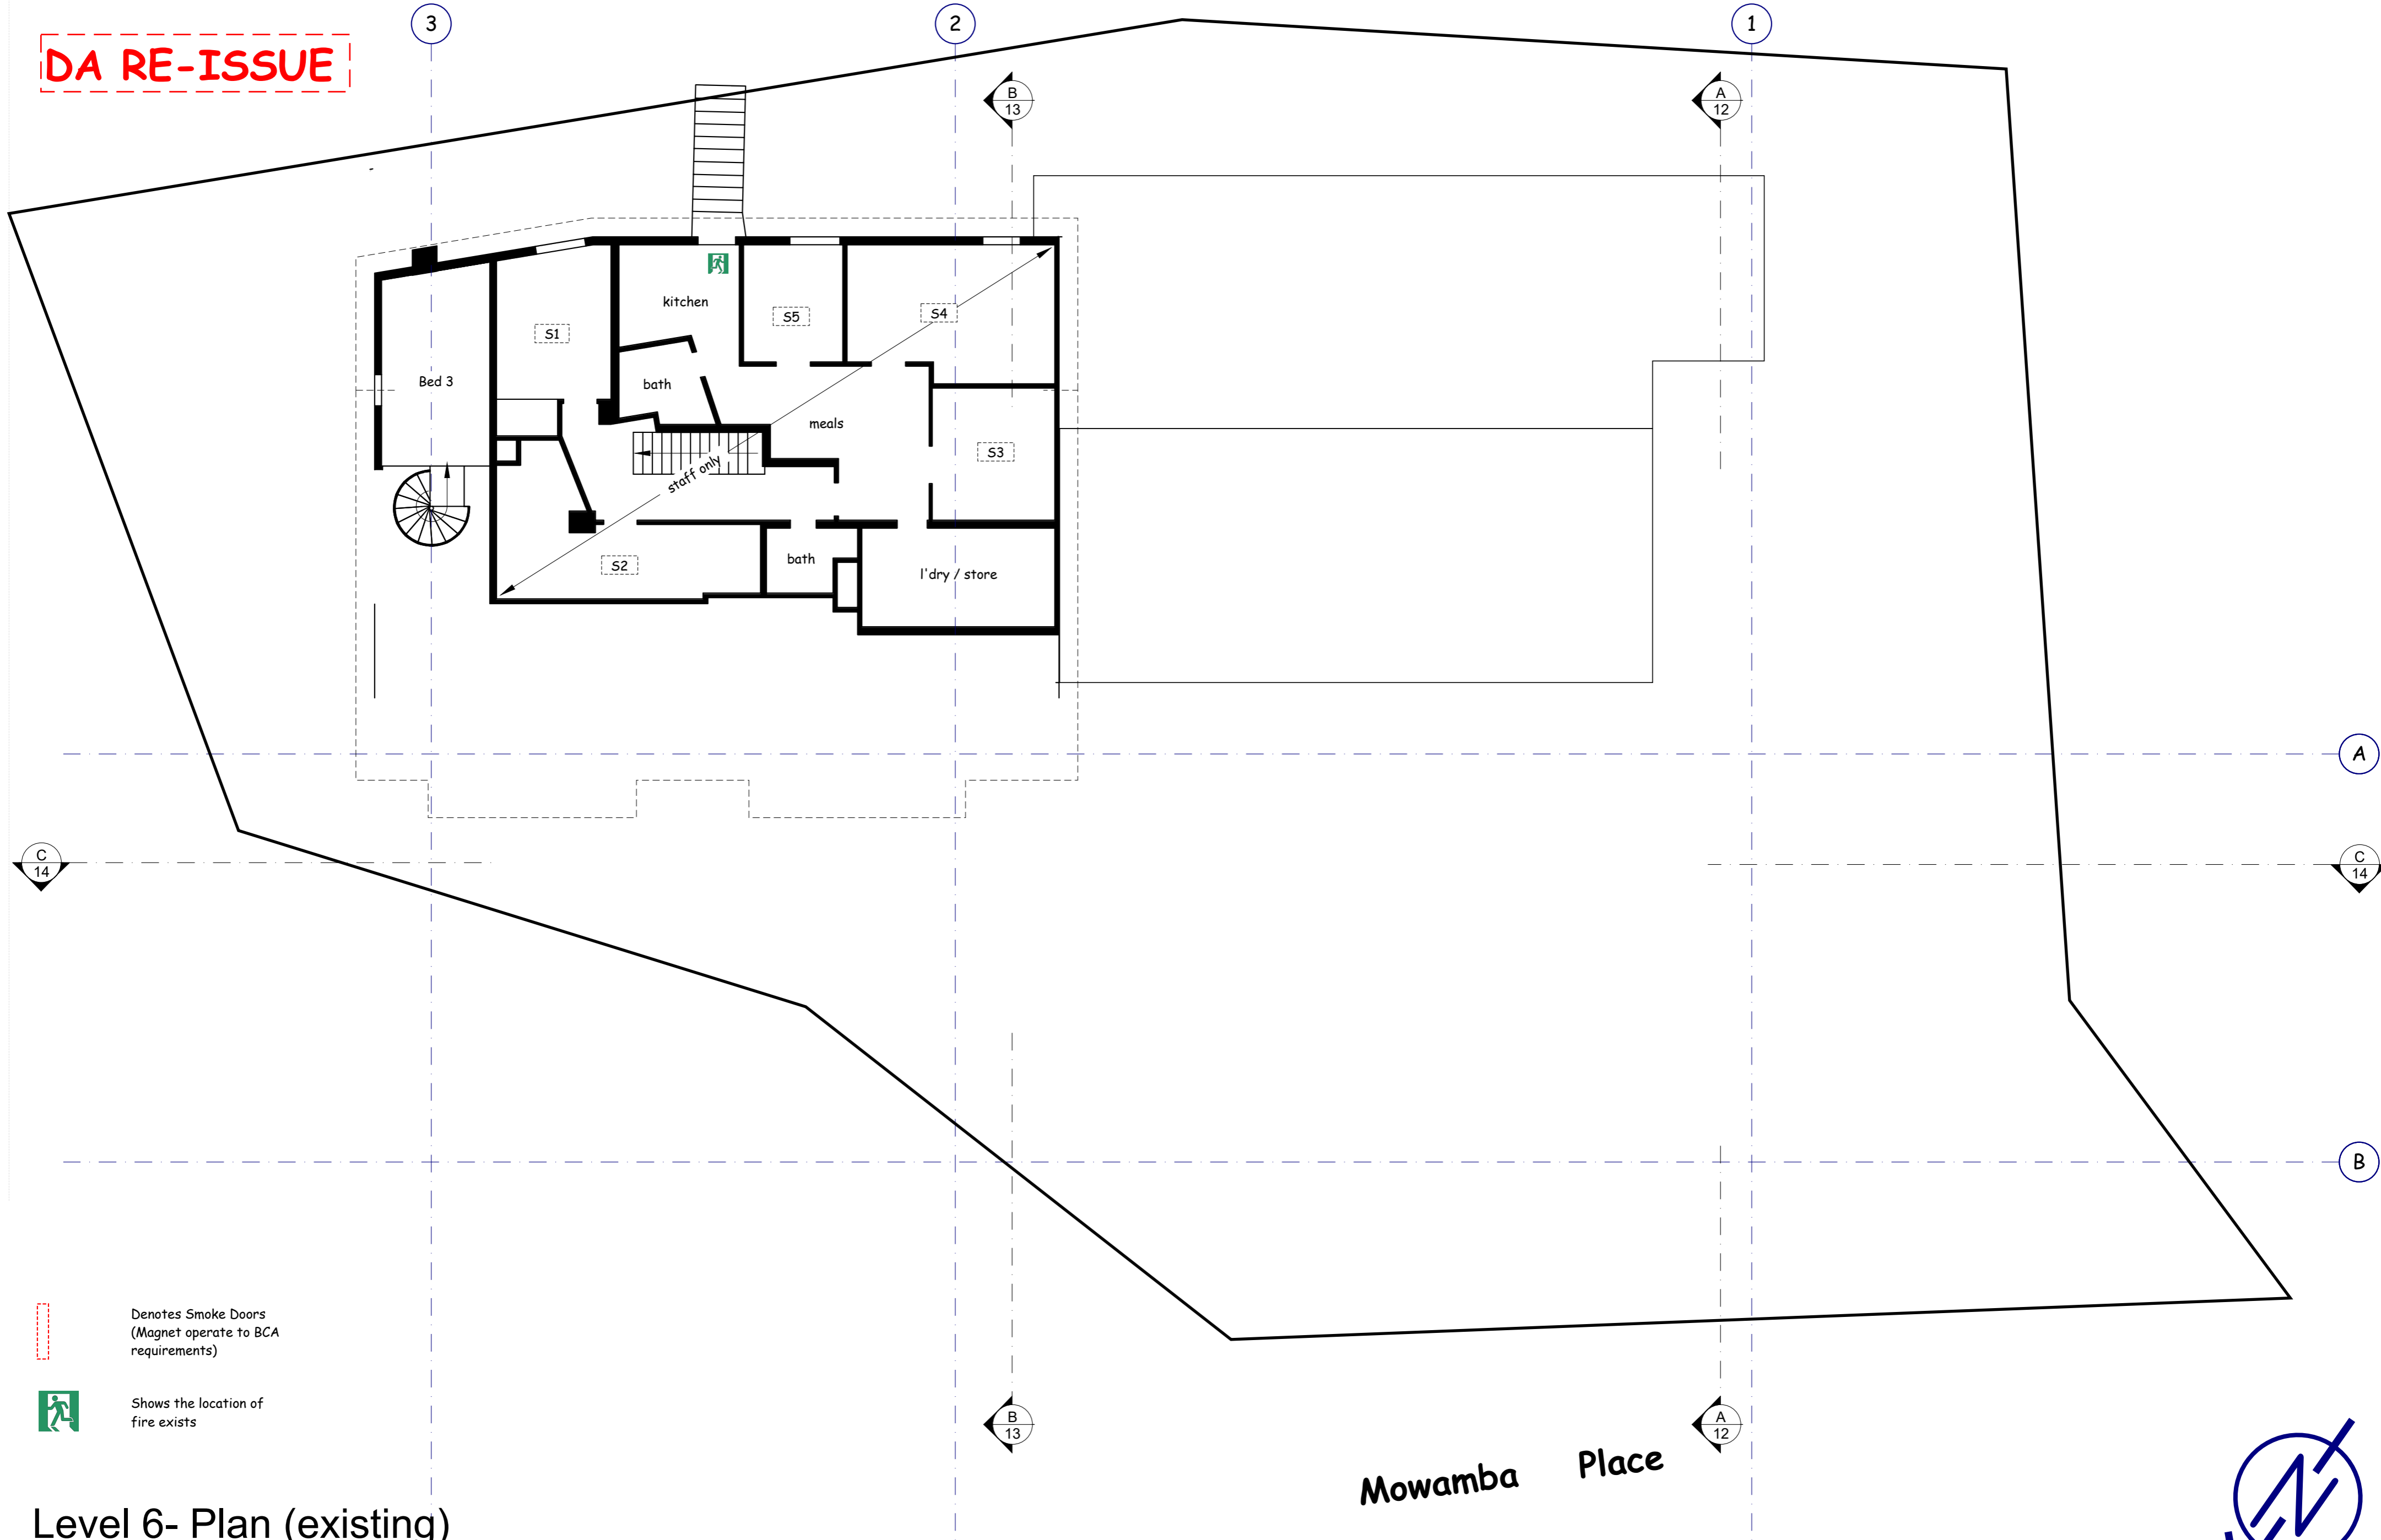 3
2
1
DA RE-ISSUE
B
13
A
12
kitchen
S5
S4
S1
Bed 3
bath
meals
S3
staff only
bath
S2
l'dry / store
A
C
14
C
14
B
Denotes Smoke Doors
(Magnet operate to BCA
requirements)
Shows the location of
fire exists
B
13
A
12
Mowamba Place
N
Level 6- Plan (existing)